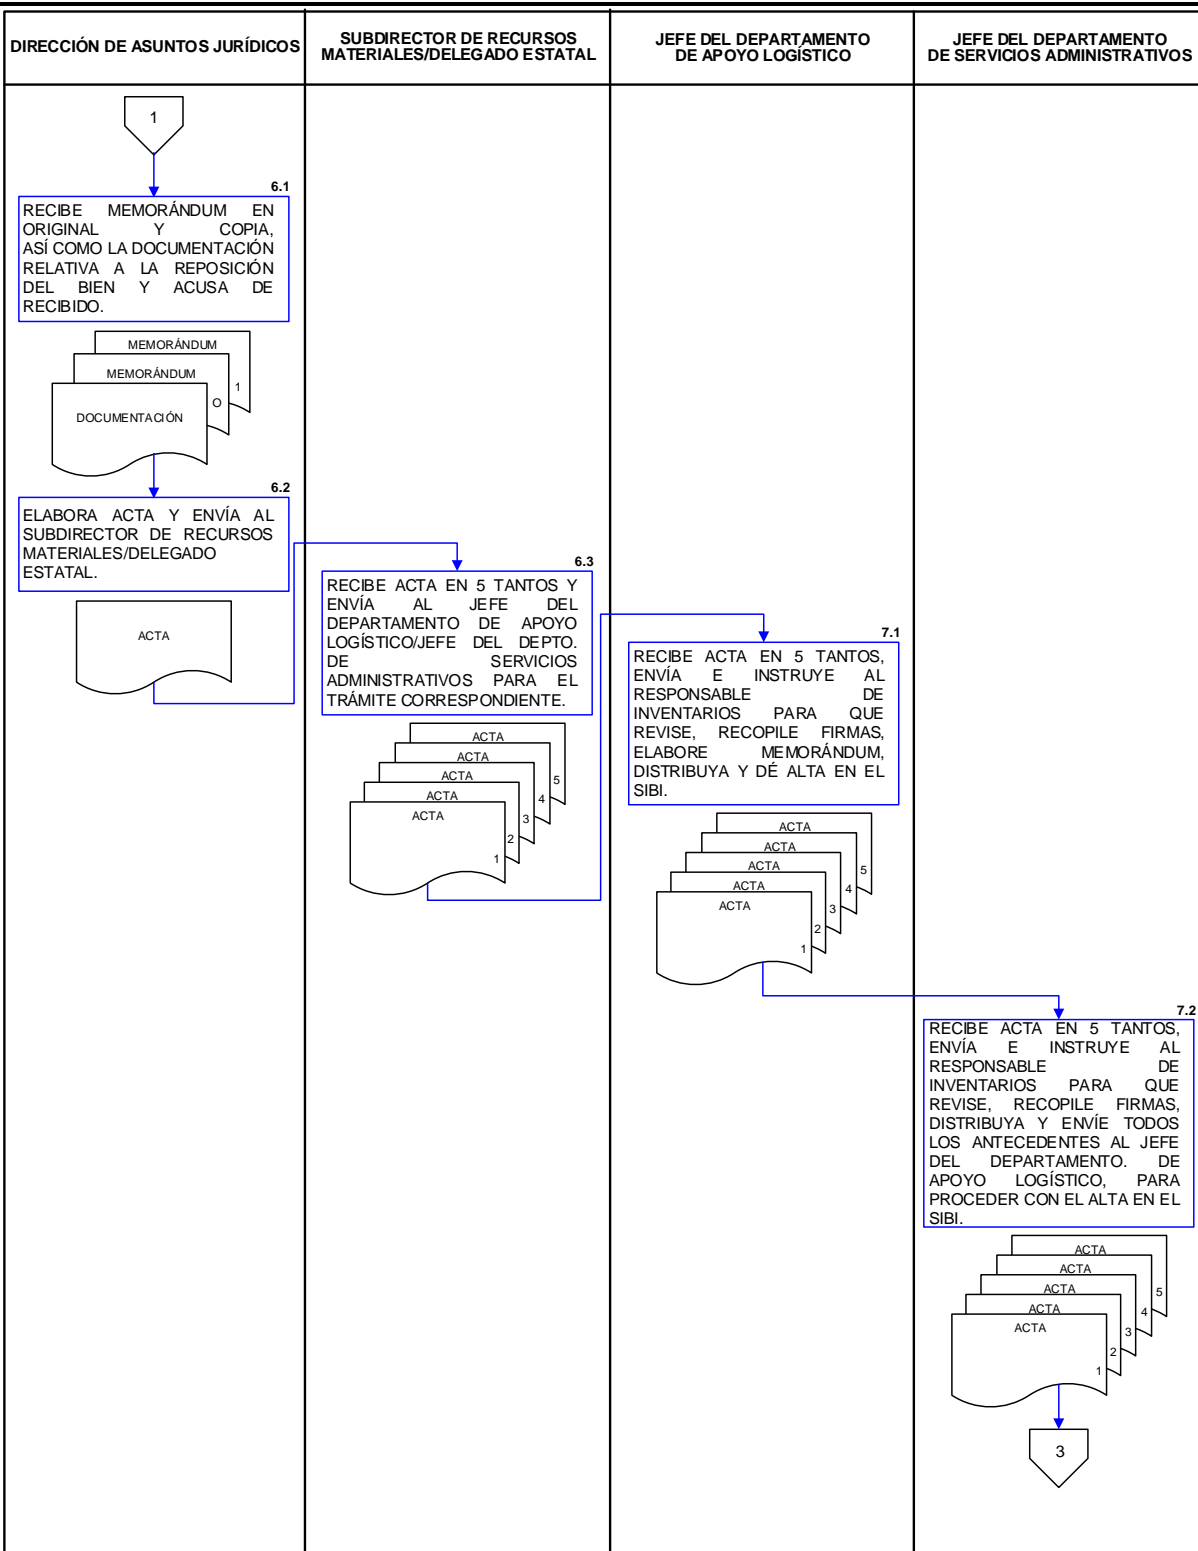 DIRECCIÓN DE ASUNTOS JURÍDICOS
SUBDIRECTOR DE RECURSOS
MATERIALES/DELEGADO ESTATAL
JEFE DEL DEPARTAMENTO
DE APOYO LOGÍSTICO
JEFE DEL DEPARTAMENTO
DE SERVICIOS ADMINISTRATIVOS
1
6.1
RECIBE MEMORÁNDUM EN
ORIGINAL Y COPIA,
ASÍ COMO LA DOCUMENTACIÓN
RELATIVA A LA REPOSICIÓN
DEL BIEN Y ACUSA DE
RECIBIDO.
MEMORÁNDUM
1
MEMORÁNDUM
O
DOCUMENTACIÓN
6.2
ELABORA ACTA Y ENVÍA AL
SUBDIRECTOR DE RECURSOS
MATERIALES/DELEGADO
ESTATAL.
ACTA
6.3
RECIBE ACTA EN 5 TANTOS Y
ENVÍA AL JEFE DEL
DEPARTAMENTO DE APOYO
LOGÍSTICO/JEFE DEL DEPTO.
DE SERVICIOS
ADMINISTRATIVOS PARA EL
TRÁMITE CORRESPONDIENTE.
ACTA
5
ACTA
4
ACTA
3
ACTA
2
ACTA
1
7.1
RECIBE ACTA EN 5 TANTOS,
ENVÍA E INSTRUYE AL
RESPONSABLE DE
INVENTARIOS PARA QUE
REVISE, RECOPILE FIRMAS,
ELABORE MEMORÁNDUM,
DISTRIBUYA Y DÉ ALTA EN EL
SIBI.
ACTA
5
ACTA
4
ACTA
3
ACTA
2
ACTA
1
7.2
RECIBE ACTA EN 5 TANTOS,
ENVÍA E INSTRUYE AL
RESPONSABLE DE
INVENTARIOS PARA QUE
REVISE, RECOPILE FIRMAS,
DISTRIBUYA Y ENVÍE TODOS
LOS ANTECEDENTES AL JEFE
DEL DEPARTAMENTO. DE
APOYO LOGÍSTICO, PARA
PROCEDER CON EL ALTA EN EL
SIBI.
ACTA
5
ACTA
4
ACTA
3
ACTA
2
ACTA
1
3